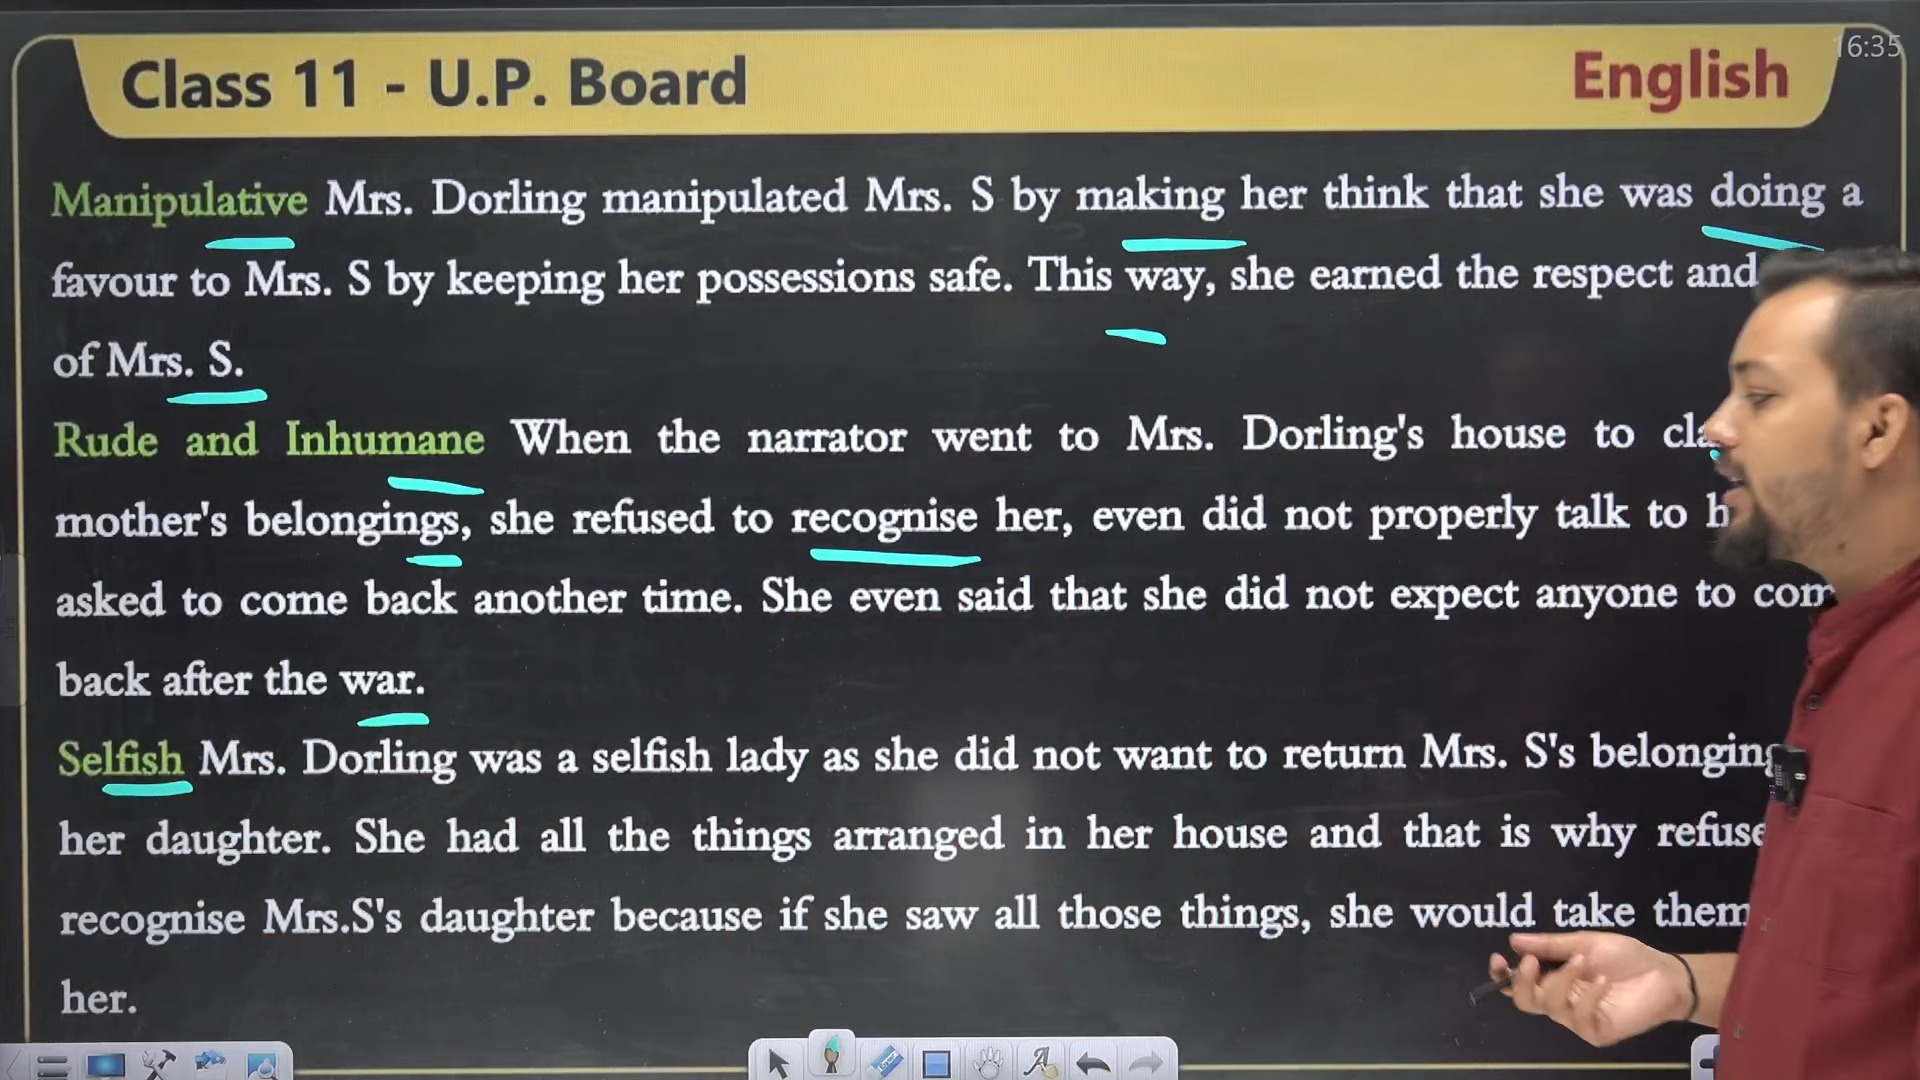 16:35
Class 11 - U.P. Board English
Manipulative Mrs. Dorling manipulated Mrs. S by making her think that she was doing a
favour to Mrs. S by keeping her possessions safe. This way, she earned the respect and
of Mrs. S.
Rude and Inhumane When the narrator went to Mrs. Dorling's house to
mother's belongings, she refused to recognise her, even did not properly talk to
asked to come back another time. She even said that she did not expect anyone to
back after the war.
Selfish Mrs. Dorling was a selfish lady as she did not want to return Mrs. S's
her daughter. She had all the things arranged in her house and that is why
recognise Mrs.S's daughter because if she saw all those things, she would take them
her.